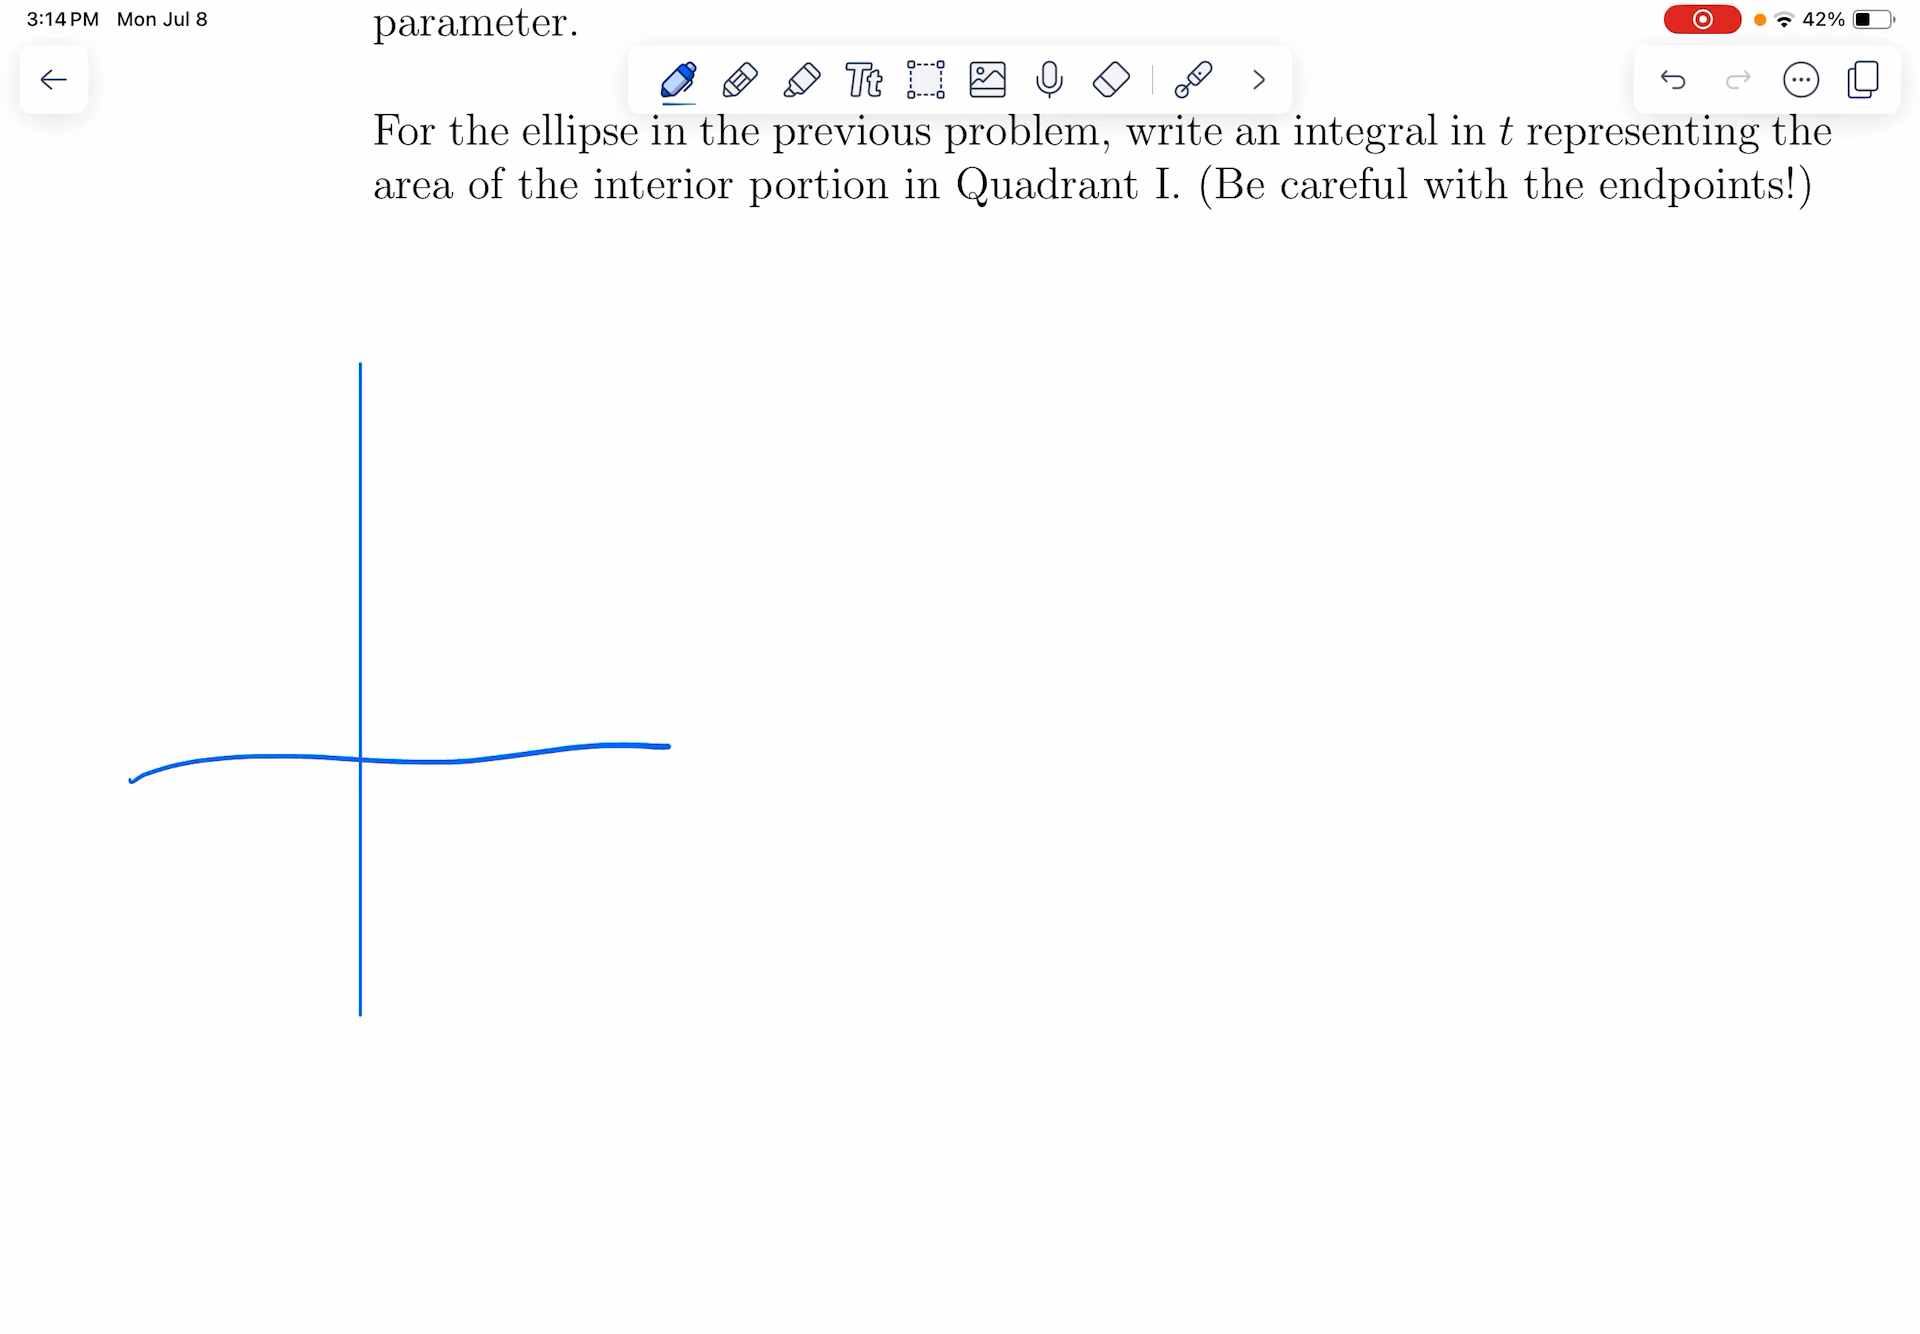 3:14 PM Mon Jul 8
42%
parameter.
Tt
For the ellipse in the previous problem, write an integral in t representing the
area of the interior portion in Quadrant I. (Be careful with the endpoints!)